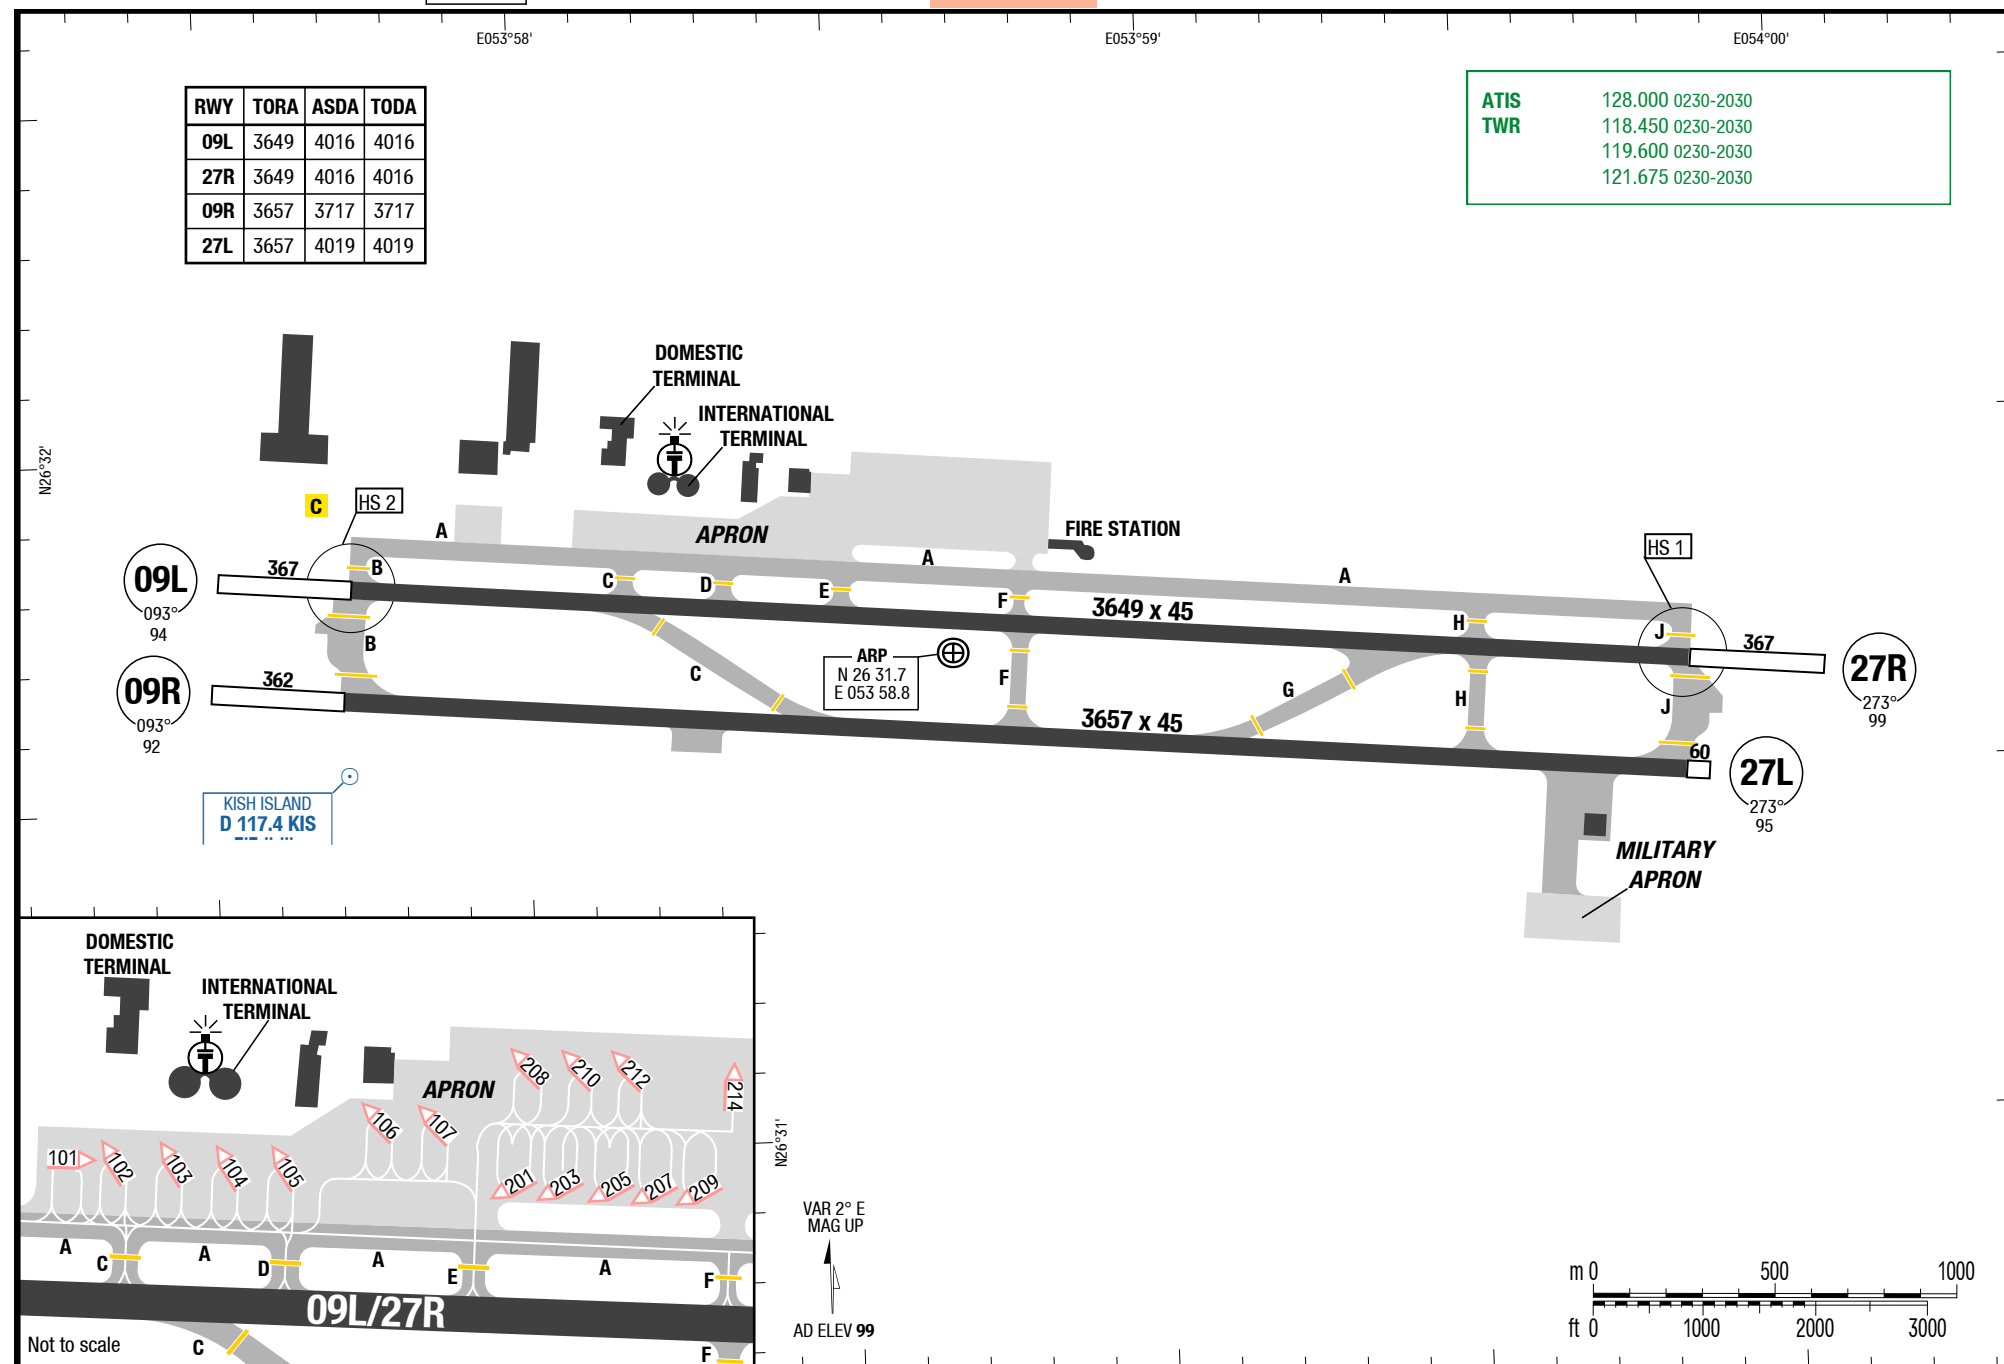 E053°58'
E053°59'
E054°00'
RWY TORA ASDA TODA
09L 3649 4016 4016
27R 3649 4016 4016
09R 3657 3717 3717
27L 3657 4019 4019
ATIS 128.000 0230-2030
TWR 118.450 0230-2030
119.600 0230-2030
121.675 0230-2030
DOMESTIC
TERMINAL
INTERNATIONAL
TERMINAL
N26°32'
C
HS 2
A
APRON
A
FIRE STATION
A
HS 1
09L
093°
94
367
B
C
D
E
F
3649 x 45
H
J
367
27R
273°
99
B
C
ARP
N 26 31.7
E 053 58.8
F
G
H
J
09R
093°
92
362
3657 x 45
60
27L
273°
95
KISH ISLAND
D 117.4 KIS
MILITARY
APRON
DOMESTIC
TERMINAL
INTERNATIONAL
TERMINAL
APRON
208
210
212
214
106
107
101
102
103
104
105
201
203
205
207
209
A
C
A
D
A
E
A
F
09L/27R
Not to scale
C
F
N26°31'
VAR 2° E
MAG UP
AD ELEV 99
m 0 500 1000
ft 0 1000 2000 3000